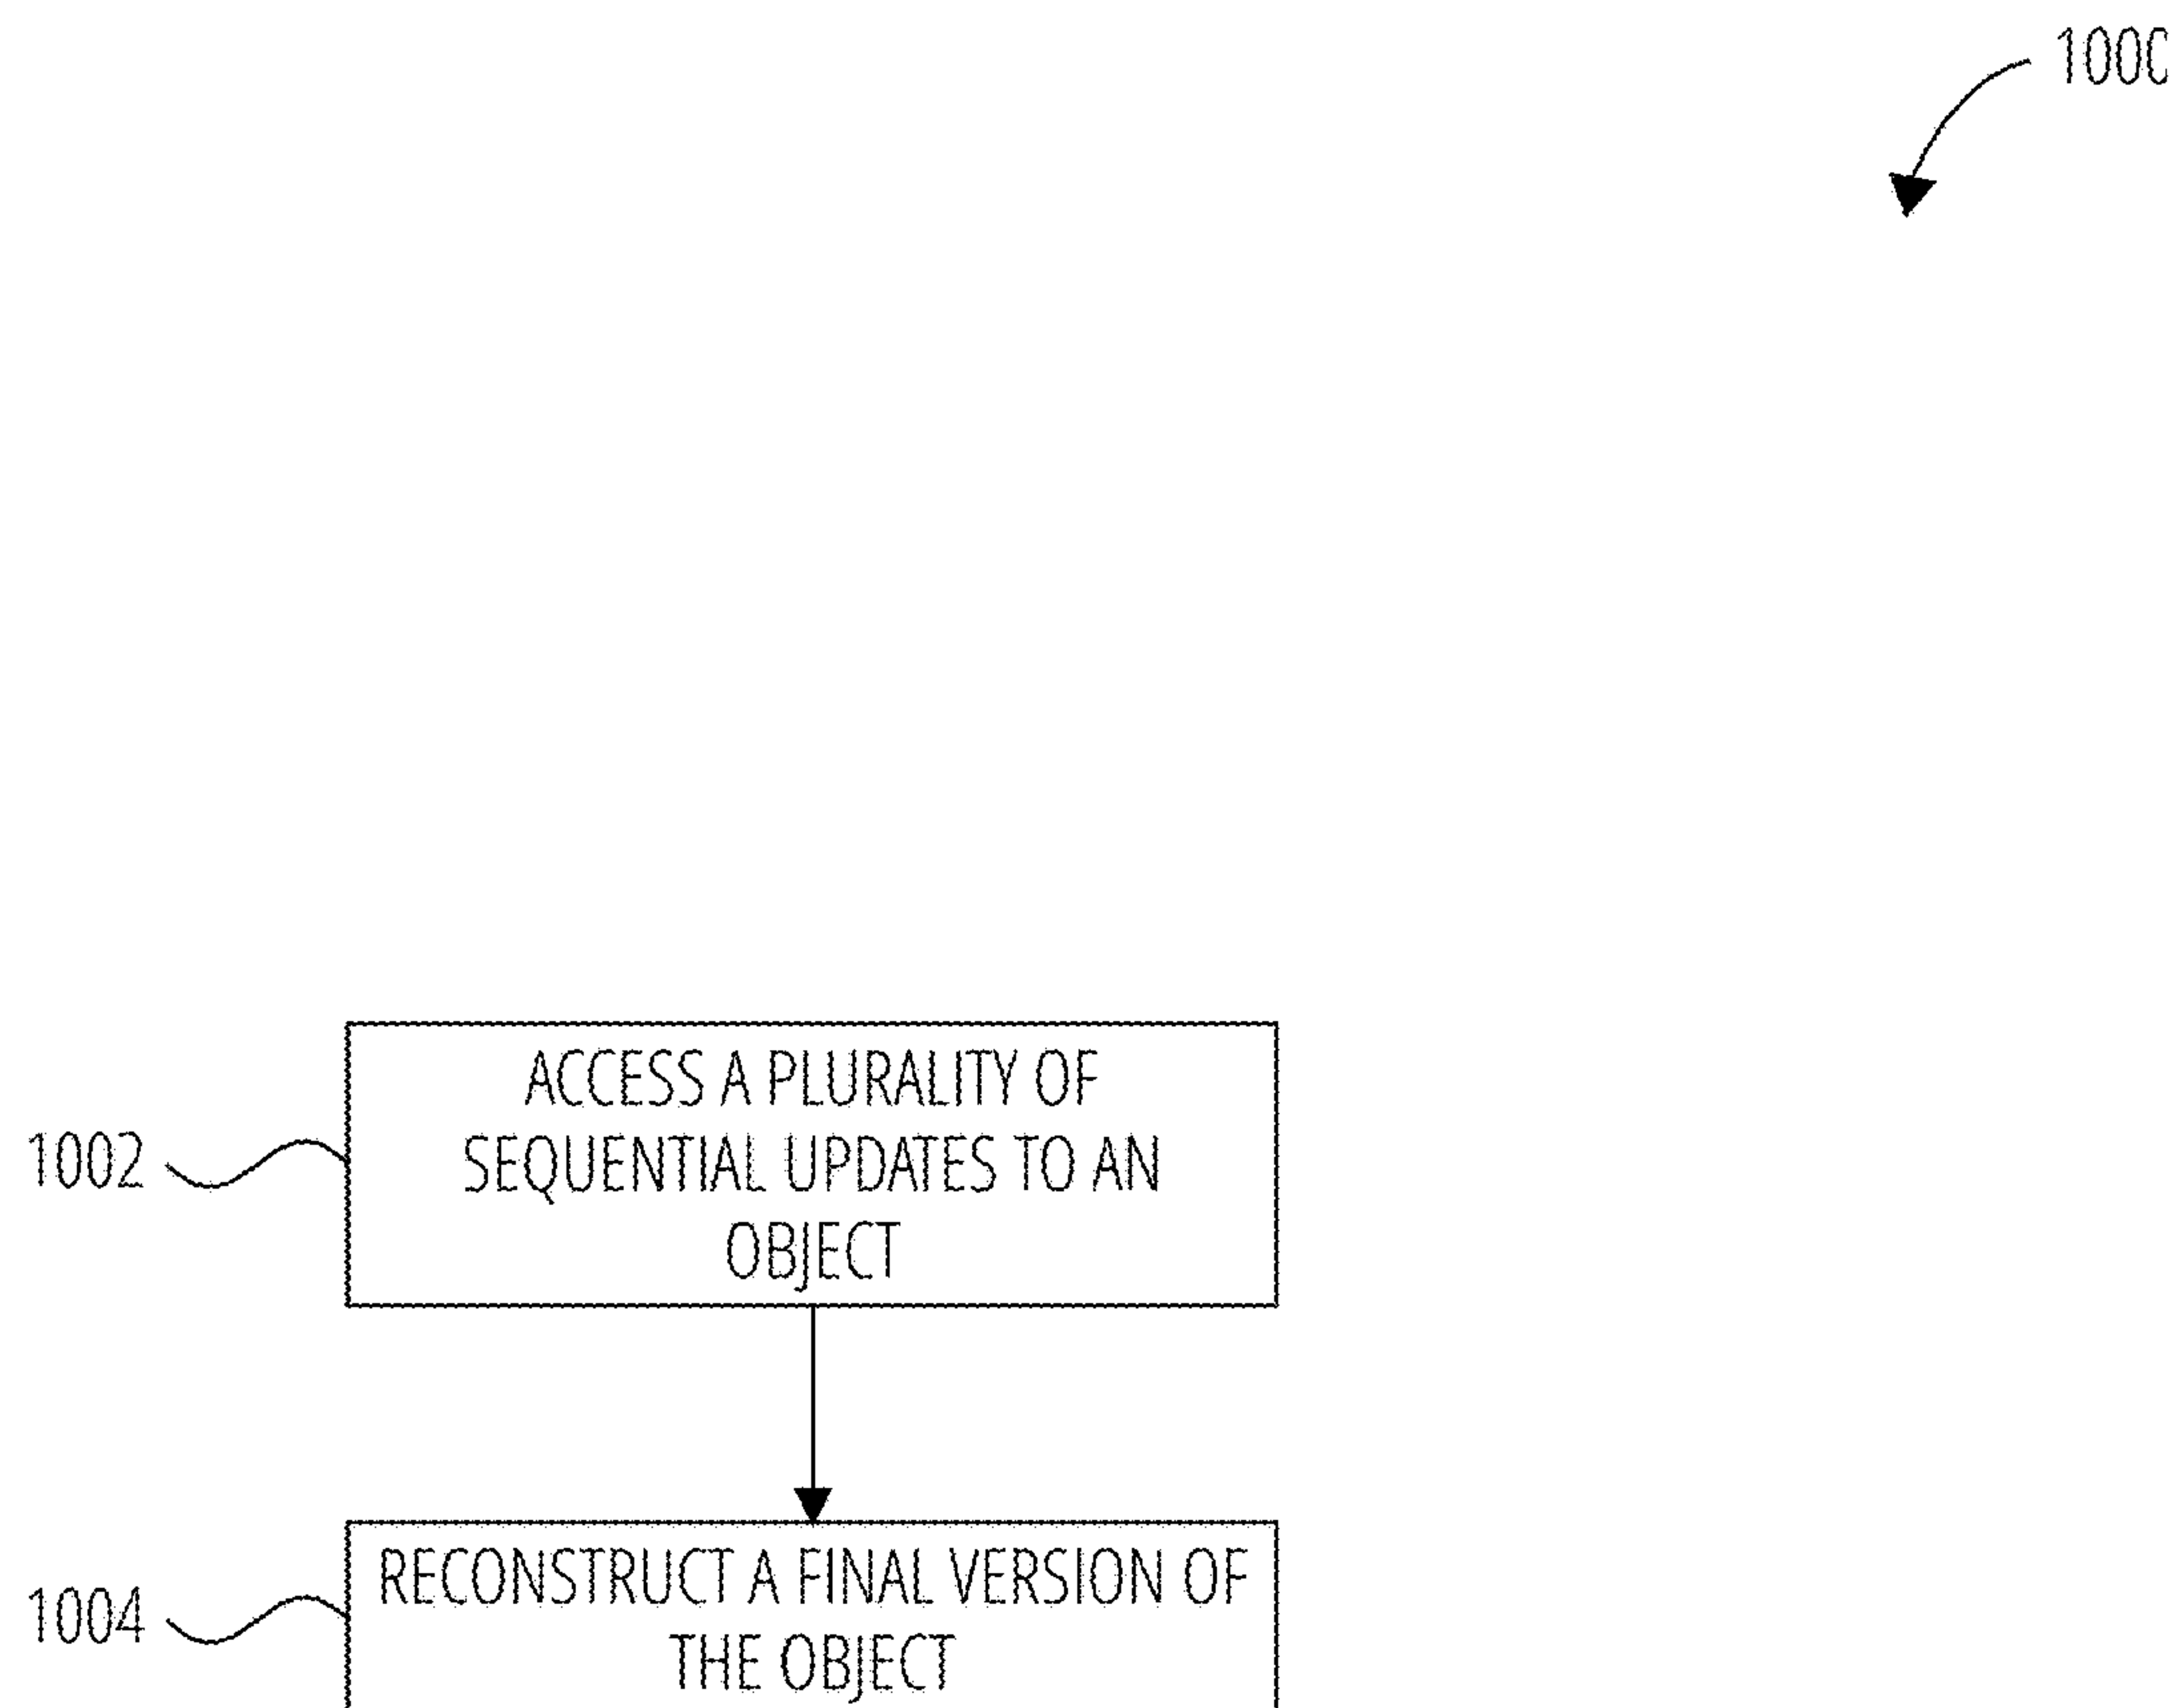 1000
ACCESS A PLURALITY OF
SEQUENTIAL UPDATES TO AN
OBJECT
1002
RECONSTRUCT A FINAL VERSION OF
THE OBJECT
1004